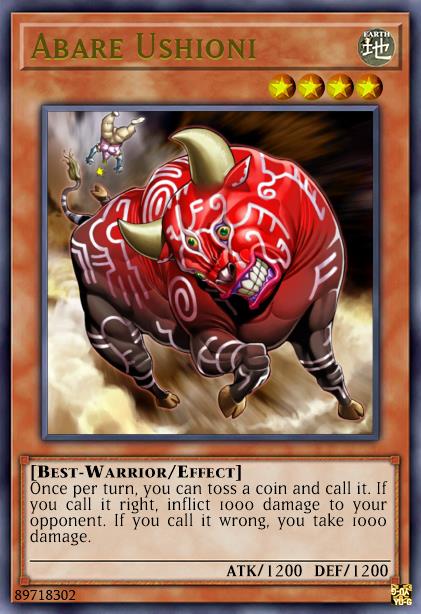 Abare Ushioni
EARTH
地
[Best-Warrior/Effect]
Once per turn, you can toss a coin and call it. If
you call it right, inflict 1000 damage to your
opponent. If you call it wrong, you take 1000
damage.
ATK/1200 DEF/1200
89718302